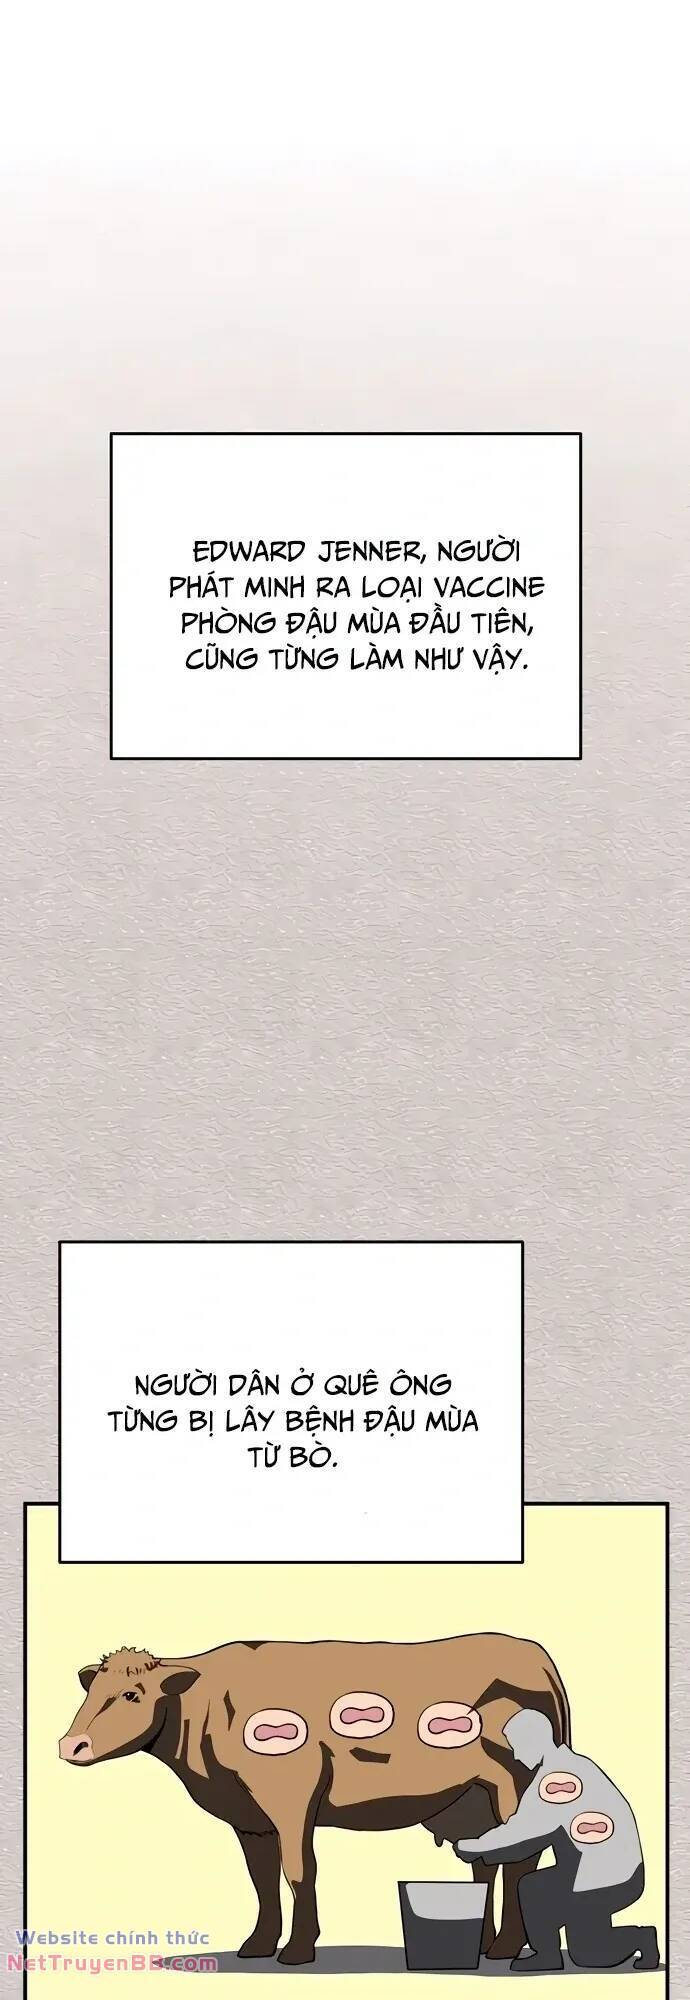 EDWARD JENNER, NGƯỜI
PHÁT MINH RA LOẠI VACCINE
PHÒNG ĐẬU MÙA ĐẦU TIÊN,
CŨNG TỪNG LÀM NHƯ VẬY.
NGƯỜI DÂN Ở QUÊ ÔNG
TỪNG BỊ LÂY BỆNH ĐẬU MÙA
TỪ BÒ.
Website chính thức
NetTruyenBB.com